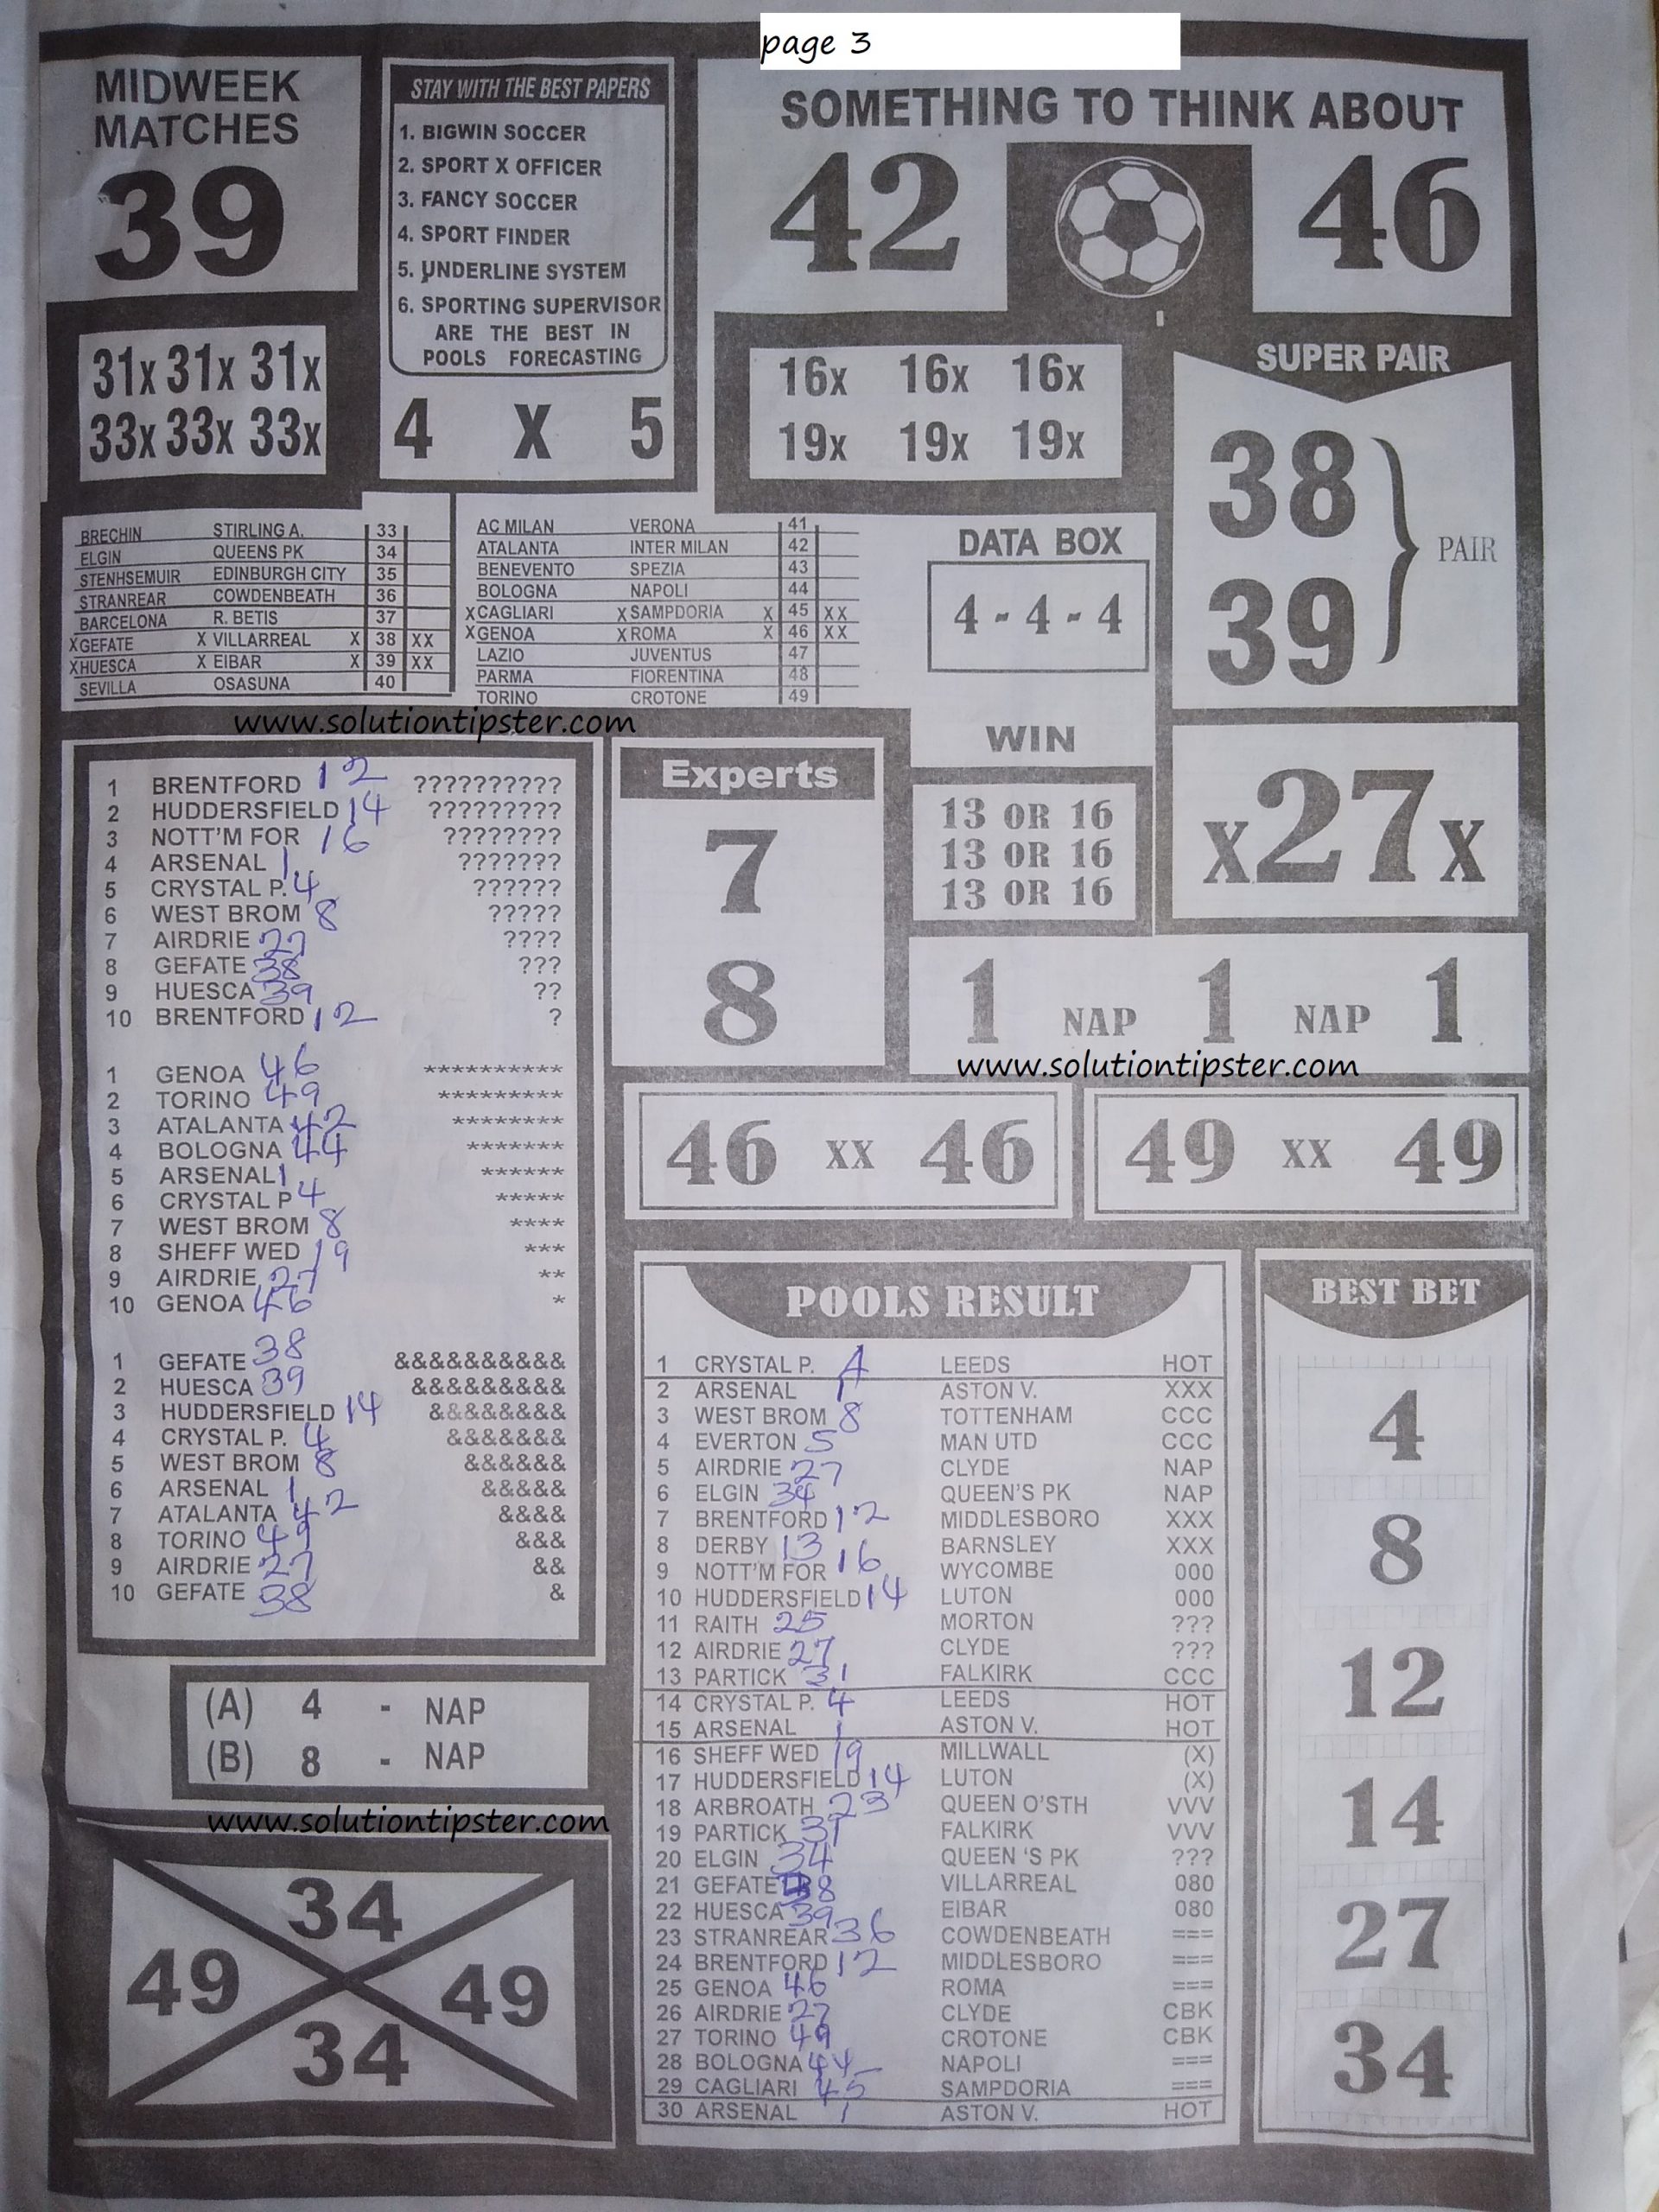 page 3
MIDWEEK
MATCHES
39
STAY WITH THE BEST PAPERS
1. BIGWIN SOCCER
2. SPORT X OFFICER
3. FANCY SOCCER
4. SPORT FINDER
5. UNDERLINE SYSTEM
6. SPORTING SUPERVISOR
ARE THE BEST IN
POOLS FORECASTING
4 X 5
SOMETHING TO THINK ABOUT
42 46
31x 31x 31x
33x 33x 33x
16x 16x 16x
19x 19x 19x
SUPER PAIR
38
39
PAIR
BRECHIN STIRLING A. 33
ELGIN QUEENS PK 34
STENHSEMUIR EDINBURGH CITY 35
STRANREAR COWDENBEATH 36
BARCELONA R. BETIS 37
X GEFATE X VILLARREAL X 38 XX
X HUESCA X EIBAR X 39 XX
SEVILLA OSASUNA 40
AC MILAN VERONA 41
ATALANTA INTER MILAN 42
BENEVENTO SPEZIA 43
BOLOGNA NAPOLI 44
X CAGLIARI X SAMPDORIA X 45 XX
X GENOA X ROMA X 46 XX
LAZIO JUVENTUS 47
PARMA FIORENTINA 48
TORINO CROTONE 49
DATA BOX
4 - 4 - 4
www.solutiontipster.com
1 BRENTFORD 12 ??????????
2 HUDDERSFIELD 14 ?????????
3 NOTT'M FOR 16 ????????
4 ARSENAL 1 ???????
5 CRYSTAL P. 4 ??????
6 WEST BROM 8 ?????
7 AIRDRIE 27 ????
8 GEFATE 38 ???
9 HUESCA 39 ??
10 BRENTFORD 12 ?
1 GENOA 46 **********
2 TORINO 49 *********
3 ATALANTA 42 ********
4 BOLOGNA 44 *******
5 ARSENAL 1 ******
6 CRYSTAL P 4 *****
7 WEST BROM 8 ****
8 SHEFF WED 19 ***
9 AIRDRIE 27 **
10 GENOA 46 *
1 GEFATE 38 &&&&&&&&&&
2 HUESCA 39 &&&&&&&&&
3 HUDDERSFIELD 14 &&&&&&&&
4 CRYSTAL P. 4 &&&&&&&
5 WEST BROM 8 &&&&&&
6 ARSENAL 1 &&&&&
7 ATALANTA 42 &&&&
8 TORINO 49 &&&
9 AIRDRIE 27 &&
10 GEFATE 38 &
Experts
7
8
WIN
13 OR 16
13 OR 16
13 OR 16
X27X
1 NAP 1 NAP 1
www.solutiontipster.com
46 XX 46
49 XX 49
POOLS RESULT
1 CRYSTAL P. 4 LEEDS HOT
2 ARSENAL 1 ASTON V. XXX
3 WEST BROM 8 TOTTENHAM CCC
4 EVERTON 5 MAN UTD CCC
5 AIRDRIE 27 CLYDE NAP
6 ELGIN 34 QUEEN'S PK NAP
7 BRENTFORD 12 MIDDLESBORO XXX
8 DERBY 13 BARNSLEY XXX
9 NOTT'M FOR 16 WYCOMBE 000
10 HUDDERSFIELD 14 LUTON 000
11 RAITH 25 MORTON ???
12 AIRDRIE 27 CLYDE ???
13 PARTICK 31 FALKIRK CCC
14 CRYSTAL P. 4 LEEDS HOT
15 ARSENAL 1 ASTON V. HOT
16 SHEFF WED 19 MILLWALL (X)
17 HUDDERSFIELD 14 LUTON (X)
18 ARBROATH 23 QUEEN O'STH VVV
19 PARTICK 31 FALKIRK VVV
20 ELGIN 34 QUEEN 'S PK ???
21 GEFATE 38 VILLARREAL 080
22 HUESCA 39 EIBAR 080
23 STRANREAR 36 COWDENBEATH ===
24 BRENTFORD 12 MIDDLESBORO ===
25 GENOA 46 ROMA ===
26 AIRDRIE 27 CLYDE CBK
27 TORINO 49 CROTONE CBK
28 BOLOGNA 44 NAPOLI ===
29 CAGLIARI 45 SAMPDORIA ===
30 ARSENAL 1 ASTON V. HOT
BEST BET
4
8
12
14
27
34
(A) 4 - NAP
(B) 8 - NAP
www.solutiontipster.com
34
49 49
34